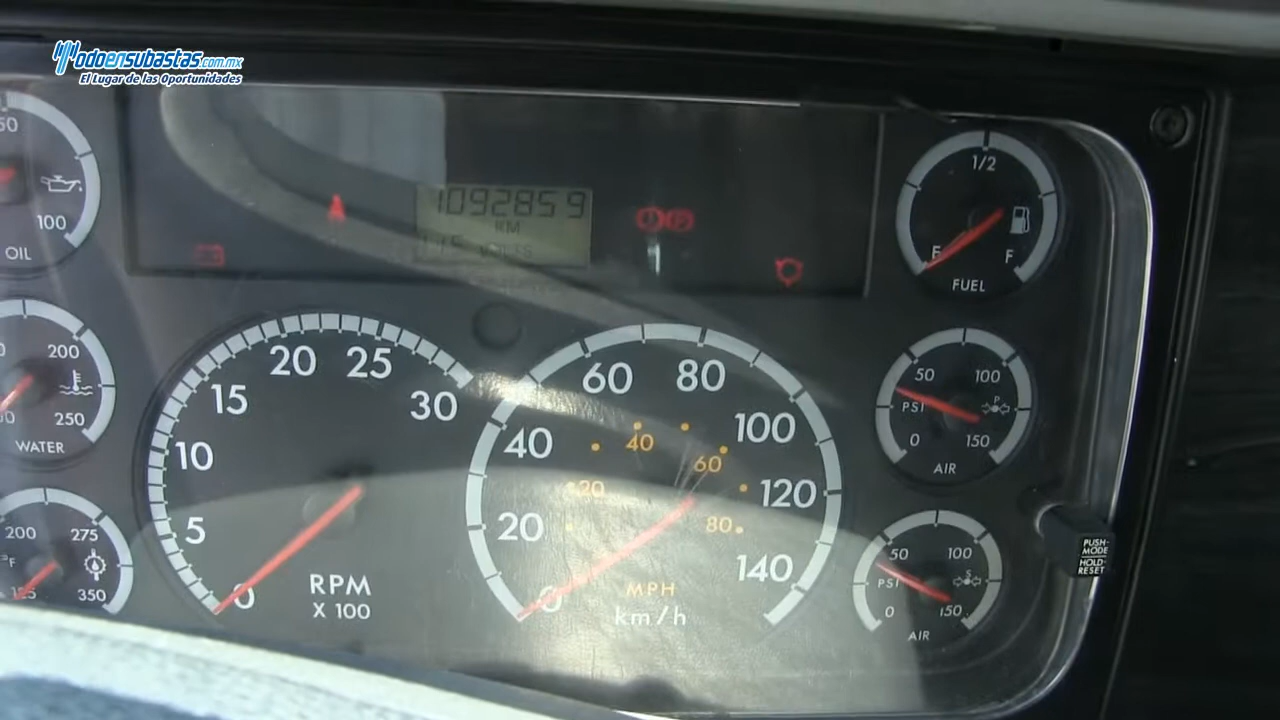 Todoensubastas.com.mx
El Lugar de las Oportunidades
50
100
OIL
200
250
WATER
200
275
°F
125
350
1092859
KM
VOLTS
0
5
10
15
20
25
30
RPM
X 100
0
20
40
60
80
100
120
140
20
40
60
80
MPH
km/h
1/2
E
F
FUEL
50
100
PSI
P
0
150
AIR
50
100
PSI
S
0
150
AIR
PUSH-
MODE
HOLD-
RESET